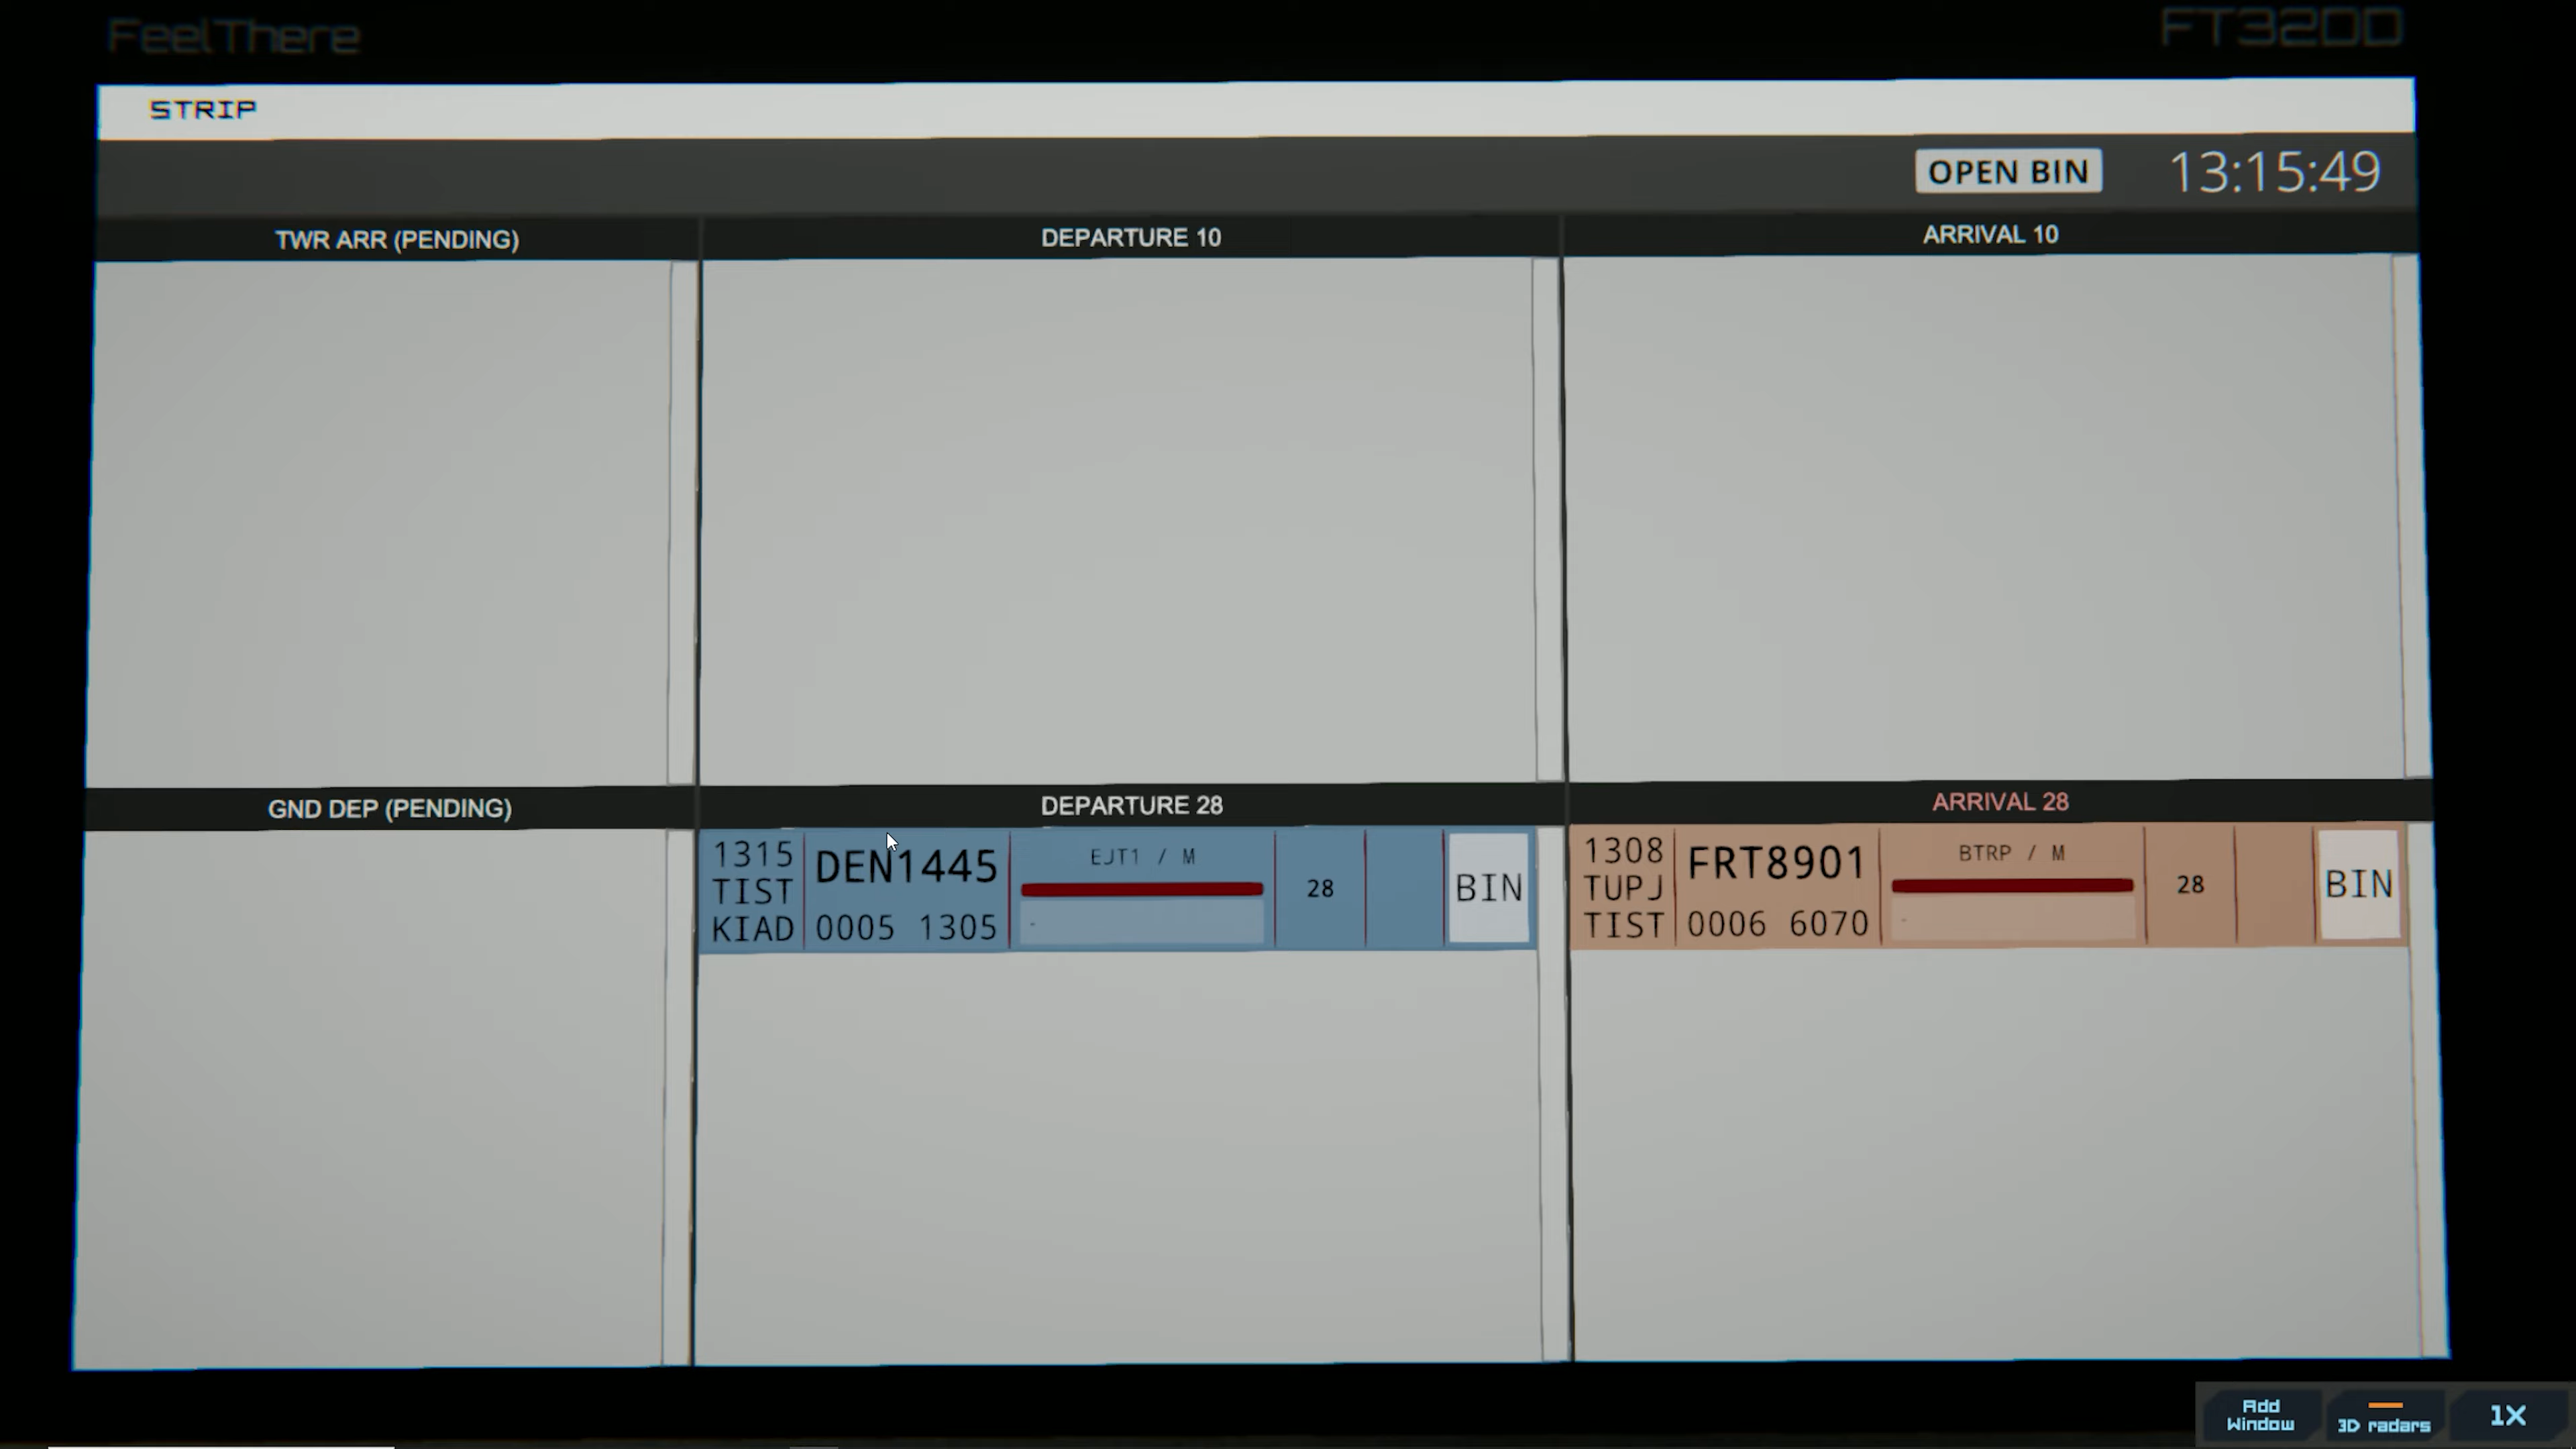 FeelThere
FT32DD
STRIP
OPEN BIN
13:15:49
TWR ARR (PENDING)
DEPARTURE 10
ARRIVAL 10
GND DEP (PENDING)
DEPARTURE 28
ARRIVAL 28
1315
TIST
KIAD
DEN1445
0005 1305
EJT1 / M
-
28
BIN
1308
TUPJ
TIST
FRT8901
0006 6070
BTRP / M
-
28
BIN
Add
Window
3D radars
1X